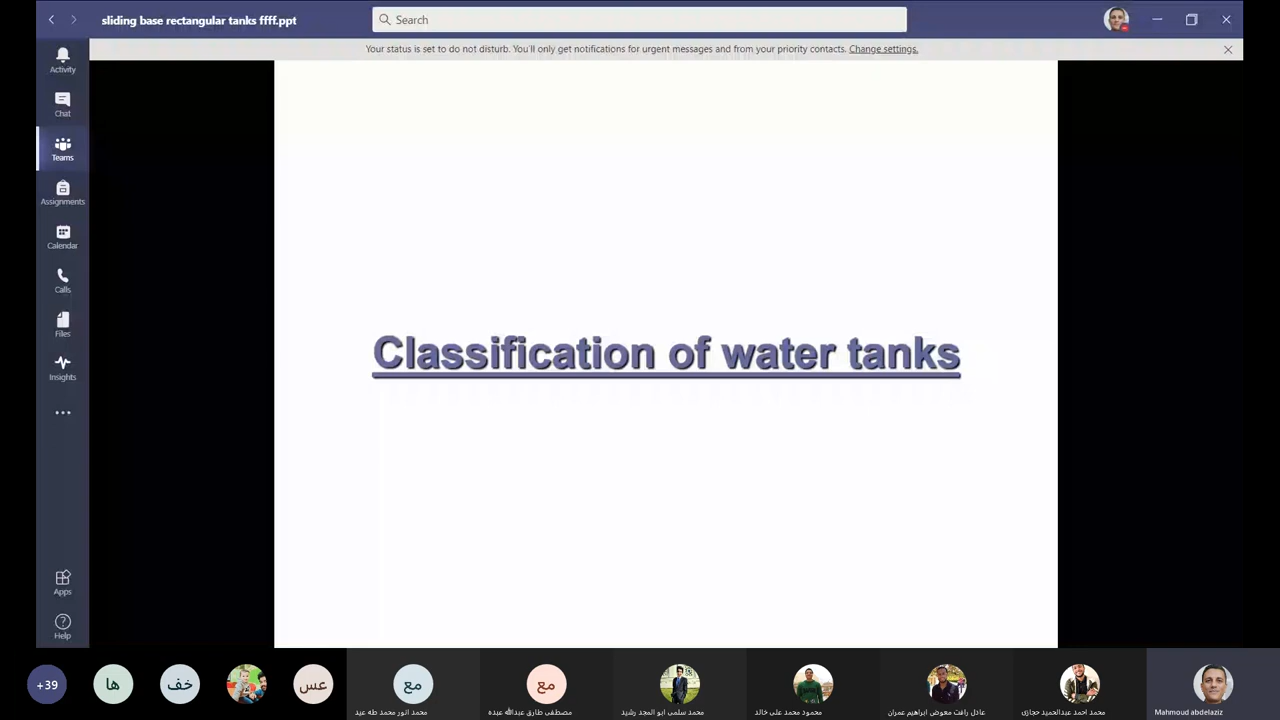 sliding base rectangular tanks ffff.ppt
Search
Your status is set to do not disturb. You'll only get notifications for urgent messages and from your priority contacts. Change settings.
Activity
Chat
Teams
Assignments
Calendar
Calls
Files
Insights
Apps
Help
Classification of water tanks
+39
ها
خف
عس
مع
محمد انور محمد طه عيد
مع
مصطفى طارق عبدالله عبده
محمد سلمى ابو المجد رشيد
محمود محمد على خالد
عادل رافت معوض ابراهيم عمران
محمد احمد عبدالحميد حجازى
Mahmoud abdelaziz